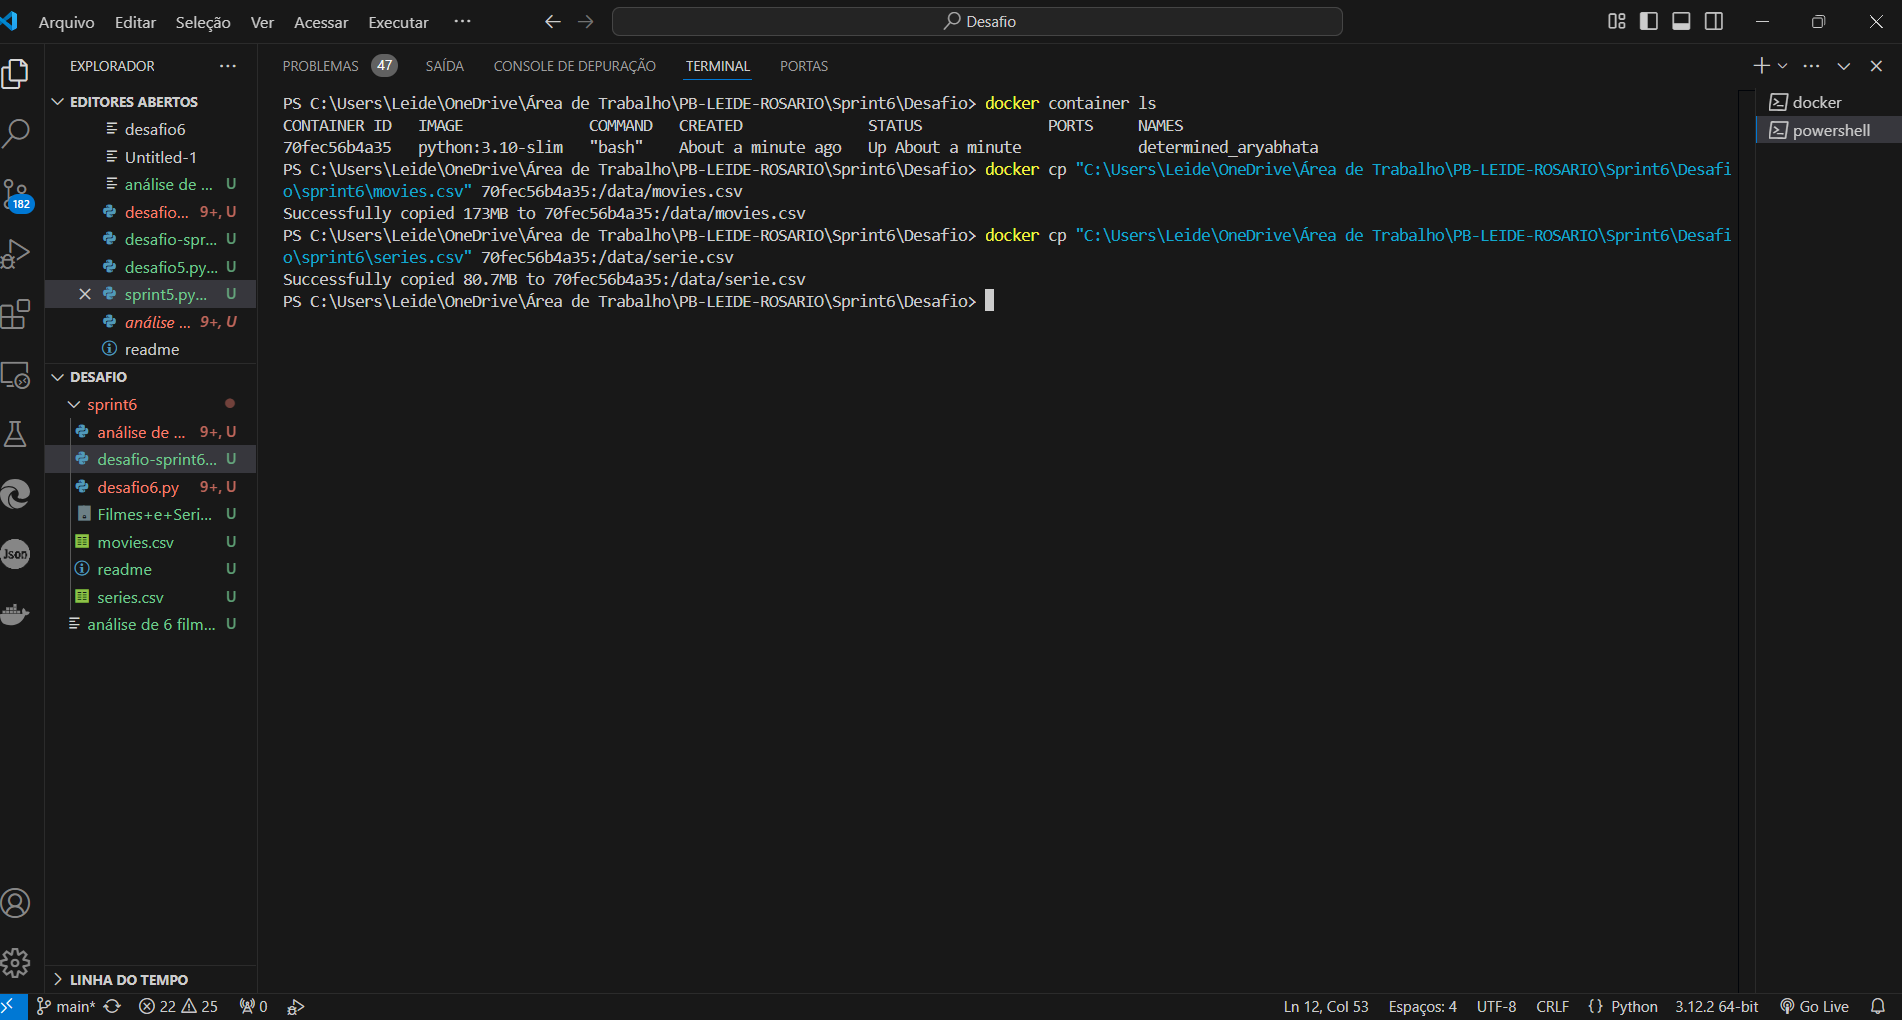 Arquivo Editar Seleção Ver Acessar Executar ··· Desafio
EXPLORADOR ···
EDITORES ABERTOS
desafio6
Untitled-1
análise de ... U
desafio... 9+, U
desafio-spr... U
desafio5.py... U
sprint5.py... U
análise ... 9+, U
readme
DESAFIO
sprint6
análise de ... 9+, U
desafio-sprint6... U
desafio6.py 9+, U
Filmes+e+Seri... U
movies.csv U
readme U
series.csv U
análise de 6 film... U
LINHA DO TEMPO
182
Json
PROBLEMAS 47 SAÍDA CONSOLE DE DEPURAÇÃO TERMINAL PORTAS
PS C:\Users\Leide\OneDrive\Área de Trabalho\PB-LEIDE-ROSARIO\Sprint6\Desafio> docker container ls
CONTAINER ID IMAGE COMMAND CREATED STATUS PORTS NAMES
70fec56b4a35 python:3.10-slim "bash" About a minute ago Up About a minute determined_aryabhata
PS C:\Users\Leide\OneDrive\Área de Trabalho\PB-LEIDE-ROSARIO\Sprint6\Desafio> docker cp "C:\Users\Leide\OneDrive\Área de Trabalho\PB-LEIDE-ROSARIO\Sprint6\Desafi
o\sprint6\movies.csv" 70fec56b4a35:/data/movies.csv
Successfully copied 173MB to 70fec56b4a35:/data/movies.csv
PS C:\Users\Leide\OneDrive\Área de Trabalho\PB-LEIDE-ROSARIO\Sprint6\Desafio> docker cp "C:\Users\Leide\OneDrive\Área de Trabalho\PB-LEIDE-ROSARIO\Sprint6\Desafi
o\sprint6\series.csv" 70fec56b4a35:/data/serie.csv
Successfully copied 80.7MB to 70fec56b4a35:/data/serie.csv
PS C:\Users\Leide\OneDrive\Área de Trabalho\PB-LEIDE-ROSARIO\Sprint6\Desafio>
docker
powershell
main* 22 25 0 Ln 12, Col 53 Espaços: 4 UTF-8 CRLF {} Python 3.12.2 64-bit Go Live